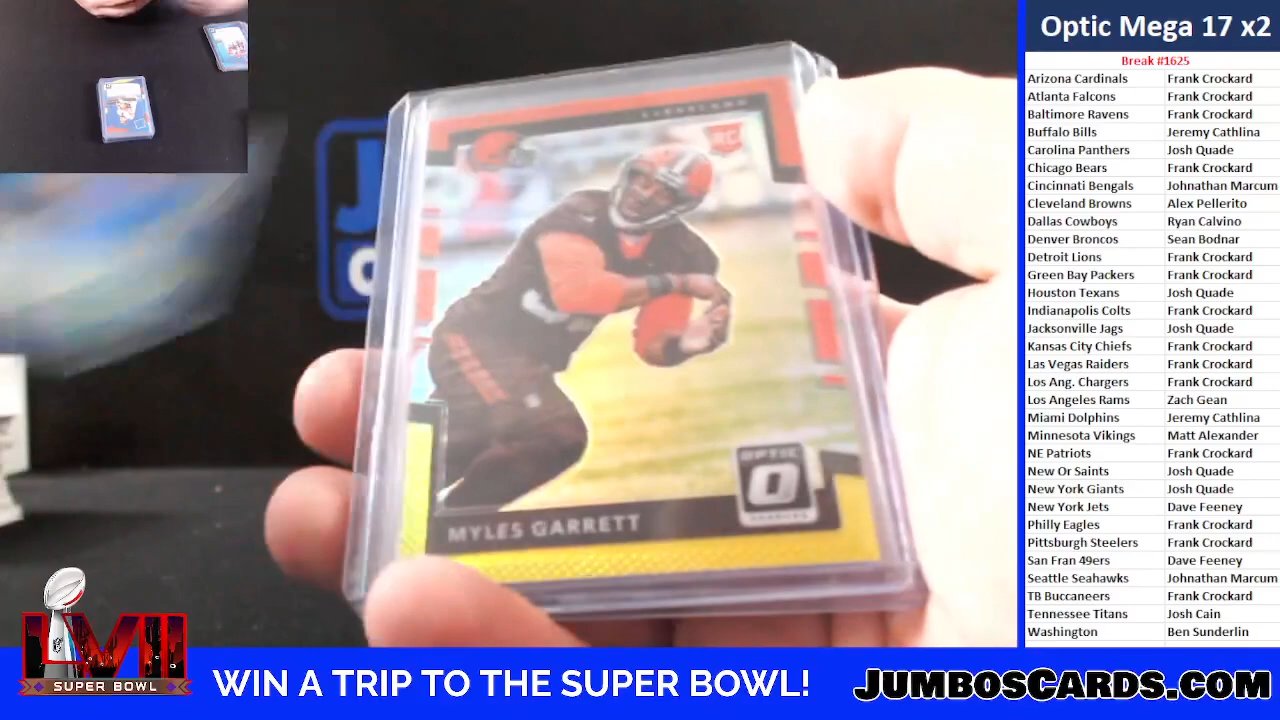 Optic Mega 17 x2
Break #1625
Arizona Cardinals Frank Crockard
Atlanta Falcons Frank Crockard
Baltimore Ravens Frank Crockard
Buffalo Bills Jeremy Cathlina
Carolina Panthers Josh Quade
Chicago Bears Frank Crockard
Cincinnati Bengals Johnathan Marcum
Cleveland Browns Alex Pellerito
Dallas Cowboys Ryan Calvino
Denver Broncos Sean Bodnar
Detroit Lions Frank Crockard
Green Bay Packers Frank Crockard
Houston Texans Josh Quade
Indianapolis Colts Frank Crockard
Jacksonville Jags Josh Quade
Kansas City Chiefs Frank Crockard
Las Vegas Raiders Frank Crockard
Los Ang. Chargers Frank Crockard
Los Angeles Rams Zach Gean
Miami Dolphins Jeremy Cathlina
Minnesota Vikings Matt Alexander
NE Patriots Frank Crockard
New Or Saints Josh Quade
New York Giants Josh Quade
New York Jets Dave Feeney
Philly Eagles Frank Crockard
Pittsburgh Steelers Frank Crockard
San Fran 49ers Dave Feeney
Seattle Seahawks Johnathan Marcum
TB Buccaneers Frank Crockard
Tennessee Titans Josh Cain
Washington Ben Sunderlin
CLEVELAND
RC
OPTIC
O
MYLES GARRETT
LVII
SUPER BOWL
WIN A TRIP TO THE SUPER BOWL!
JUMBOSCARDS.COM